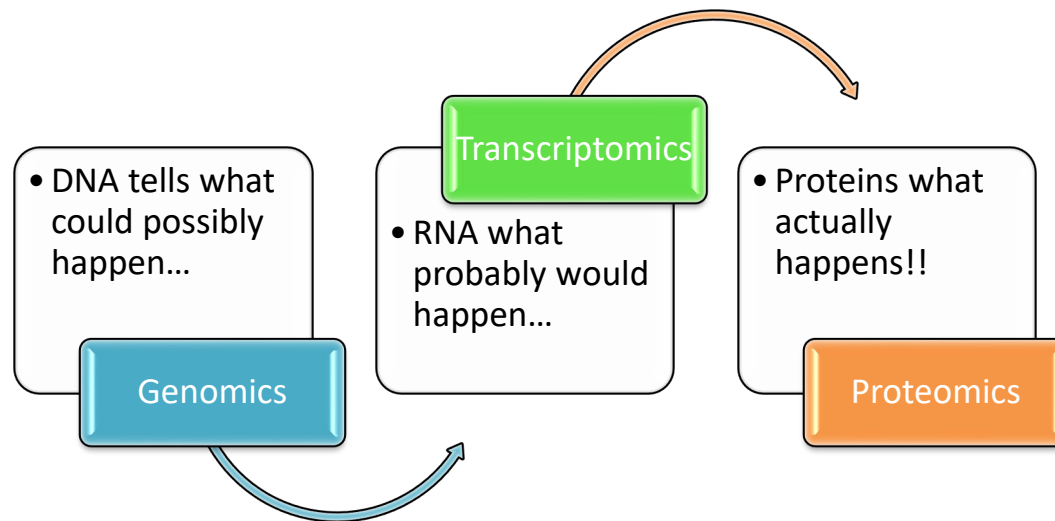 • DNA tells what
could possibly
happen...
Genomics
Transcriptomics
• RNA what
probably would
happen...
• Proteins what
actually
happens!!
Proteomics